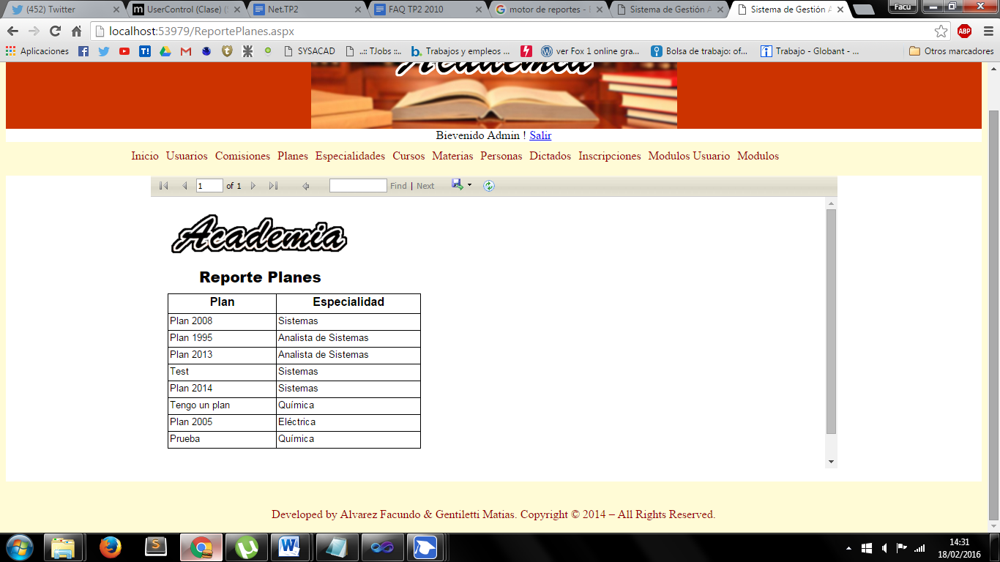 (452) Twitter
UserControl (Clase) (
Net.TP2
FAQ TP2 2010
motor de reportes -
Sistema de Gestión A
Sistema de Gestión A
Facu
localhost:53979/ReportePlanes.aspx
ABP
Aplicaciones
SYSACAD
..:: TJobs ::..
Trabajos y empleos ...
ver Fox 1 online gra...
Bolsa de trabajo: of...
Trabajo - Globant - ...
Otros marcadores
Academia
Bievenido Admin ! Salir
Inicio Usuarios Comisiones Planes Especialidades Cursos Materias Personas Dictados Inscripciones Modulos Usuario Modulos
1 of 1 Find | Next
Academia
Reporte Planes
Plan Especialidad
Plan 2008 Sistemas
Plan 1995 Analista de Sistemas
Plan 2013 Analista de Sistemas
Test Sistemas
Plan 2014 Sistemas
Tengo un plan Química
Plan 2005 Eléctrica
Prueba Química
Developed by Alvarez Facundo & Gentiletti Matias. Copyright © 2014 – All Rights Reserved.
14:31
18/02/2016